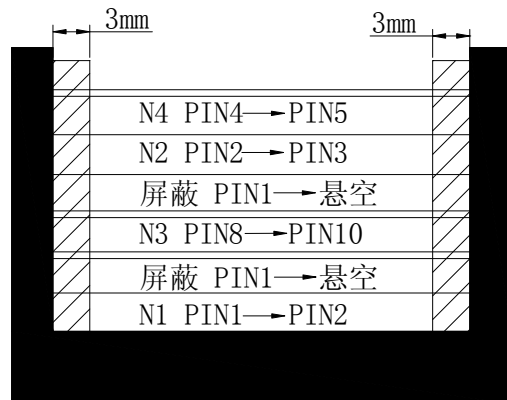 3mm
3mm
N4 PIN4→PIN5
N2 PIN2→PIN3
屏蔽 PIN1→悬空
N3 PIN8→PIN10
屏蔽 PIN1→悬空
N1 PIN1→PIN2